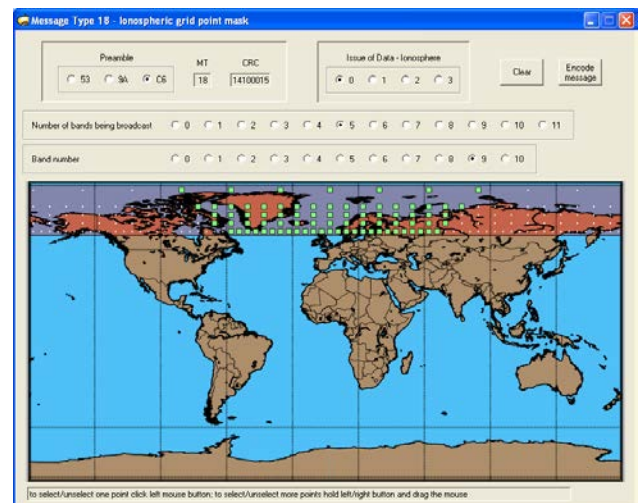 Message Type 18 - Ionospheric grid point mask
Preamble
53 9A C6
MT
18
CRC
14100015
Issue of Data - Ionosphere
0 1 2 3
Clear
Encode message
Number of bands being broadcast 0 1 2 3 4 5 6 7 8 9 10 11
Band number 0 1 2 3 4 5 6 7 8 9 10
to select/unselect one point click left mouse button; to select/unselect more points hold left/right button and drag the mouse